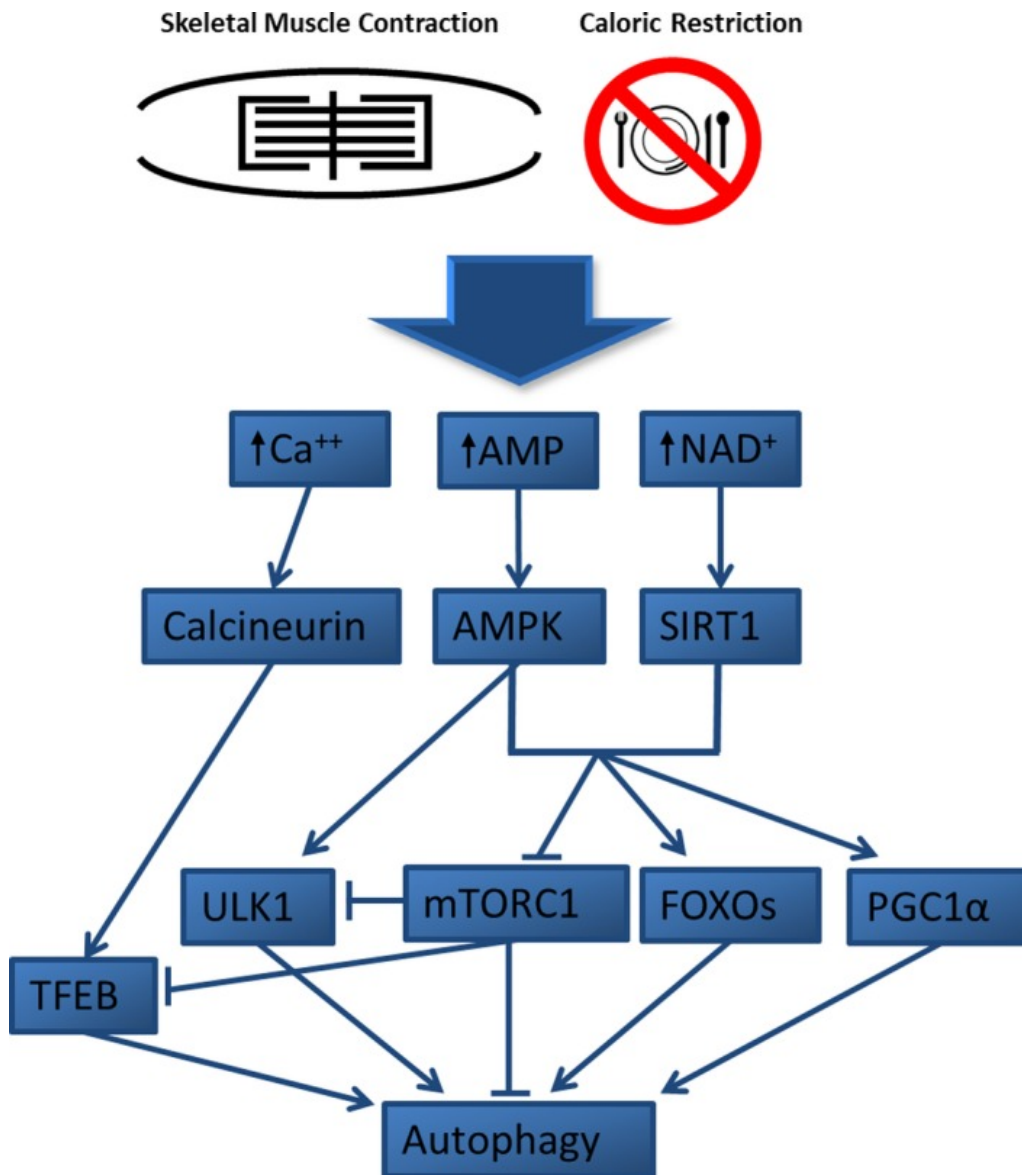 Skeletal Muscle Contraction
Caloric Restriction
↑Ca⁺⁺
↑AMP
↑NAD⁺
Calcineurin
AMPK
SIRT1
ULK1
mTORC1
FOXOs
PGC1α
TFEB
Autophagy